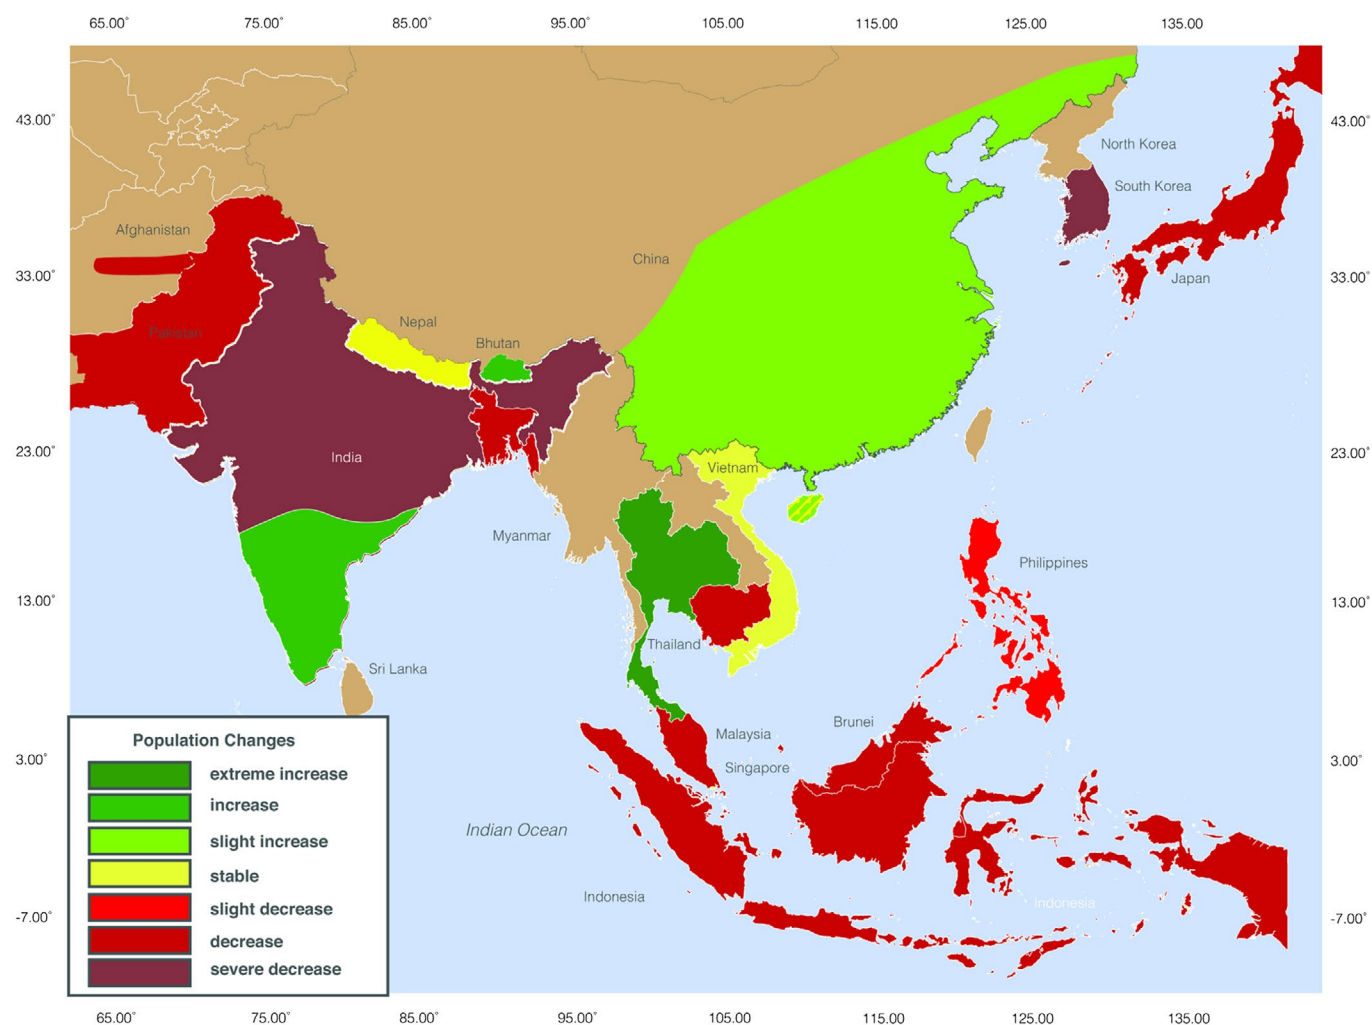 65.00° 75.00° 85.00° 95.00° 105.00 115.00 125.00 135.00
43.00° 43.00°
North Korea
South Korea
Afghanistan
China
33.00° 33.00°
Japan
Nepal
Pakistan
Bhutan
23.00° 23.00°
India
Vietnam
Myanmar
Philippines
13.00° 13.00°
Thailand
Sri Lanka
Brunei
Malaysia
3.00° 3.00°
Singapore
Population Changes
extreme increase
increase
slight increase
stable
slight decrease
decrease
severe decrease
Indian Ocean
Indonesia
Indonesia
-7.00° -7.00°
65.00° 75.00° 85.00° 95.00° 105.00 115.00 125.00 135.00